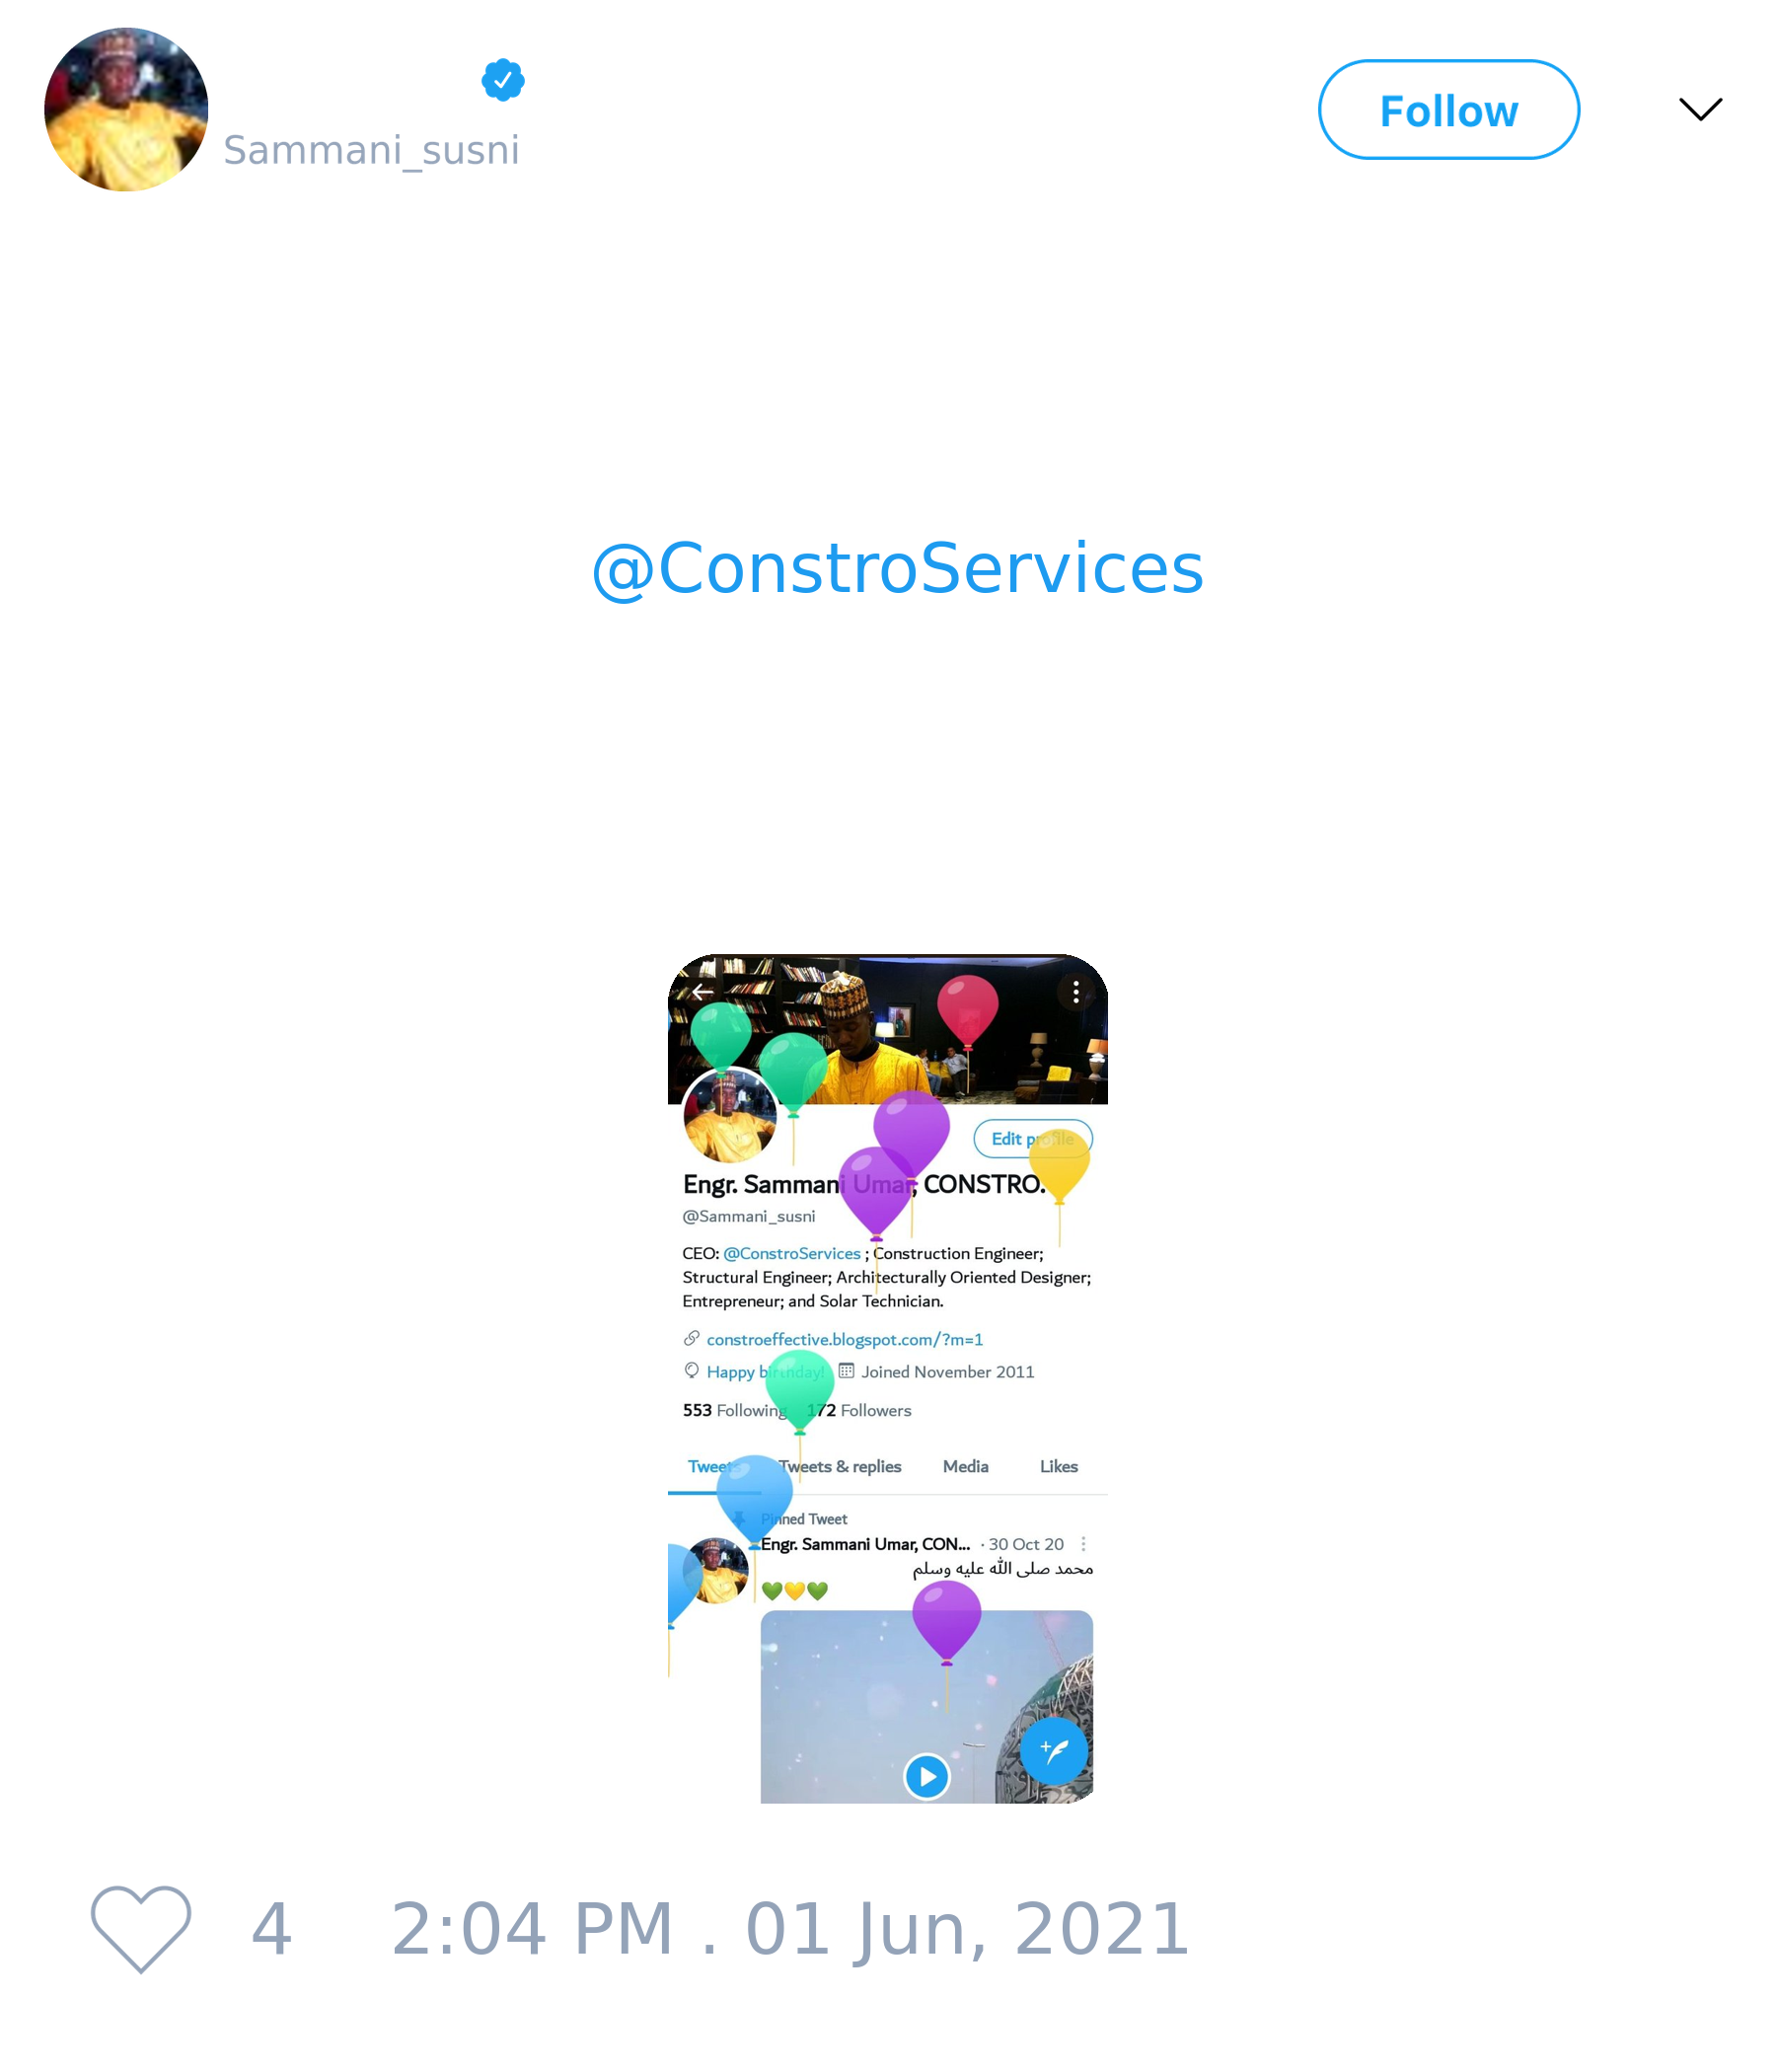 Sammani_susni
Follow
@ConstroServices
Edit profile
Engr. Sammani Umar, CONSTRO.
@Sammani_susni
CEO: @ConstroServices ; Construction Engineer;
Structural Engineer; Architecturally Oriented Designer;
Entrepreneur; and Solar Technician.
constroeffective.blogspot.com/?m=1
Happy birthday! Joined November 2011
553 Following 172 Followers
Tweets Tweets & replies Media Likes
Pinned Tweet
Engr. Sammani Umar, CON... · 30 Oct 20
محمد صلى الله عليه وسلم
💚💛💚
4 2:04 PM . 01 Jun, 2021